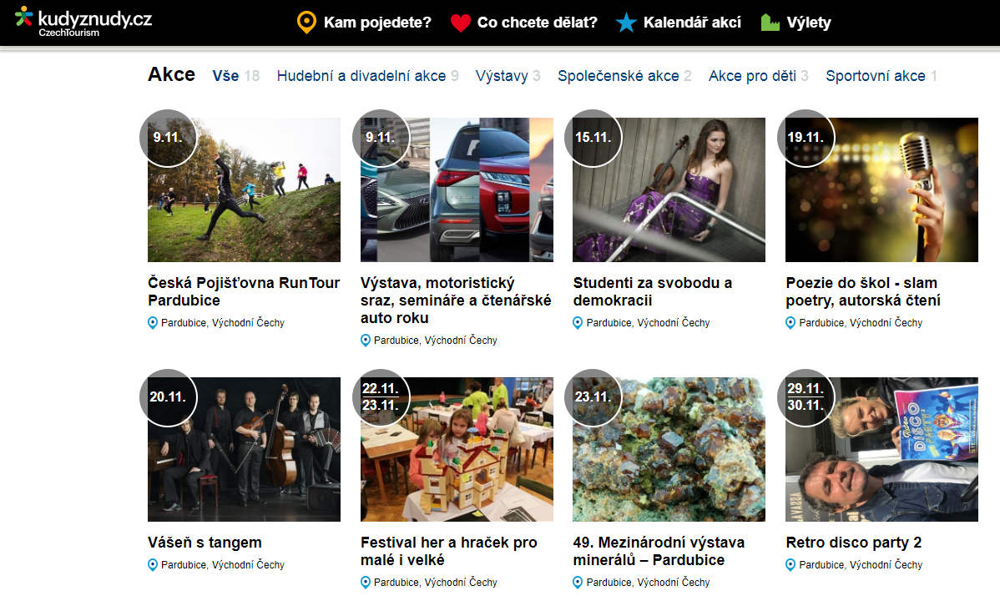 kudyznudy.cz
CzechTourism
Kam pojedete?
Co chcete dělat?
Kalendář akcí
Výlety
Akce
Vše 18
Hudební a divadelní akce 9
Výstavy 3
Společenské akce 2
Akce pro děti 3
Sportovní akce 1
9.11.
Česká Pojišťovna RunTour
Pardubice
Pardubice, Východní Čechy
9.11.
Výstava, motoristický
sraz, semináře a čtenářské
auto roku
Pardubice, Východní Čechy
15.11.
Studenti za svobodu a
demokracii
Pardubice, Východní Čechy
19.11.
Poezie do škol - slam
poetry, autorská čtení
Pardubice, Východní Čechy
20.11.
Vášeň s tangem
Pardubice, Východní Čechy
22.11.
23.11.
Festival her a hraček pro
malé i velké
Pardubice, Východní Čechy
23.11.
49. Mezinárodní výstava
minerálů – Pardubice
Pardubice, Východní Čechy
29.11.
30.11.
DISCO
LAVAZZA
Retro disco party 2
Pardubice, Východní Čechy